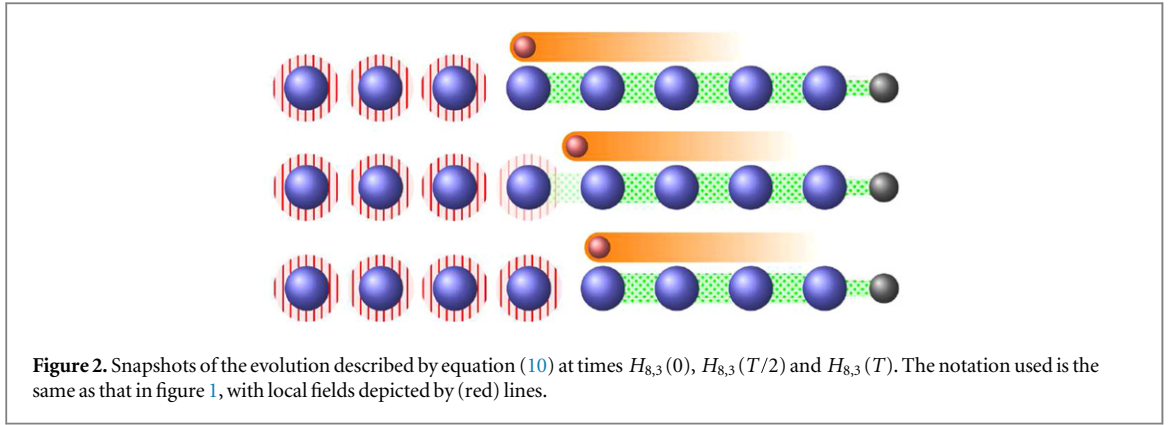 Figure 2. Snapshots of the evolution described by equation (10) at times H8,3(0), H8,3(T/2) and H8,3(T). The notation used is the
same as that in figure 1, with local fields depicted by (red) lines.